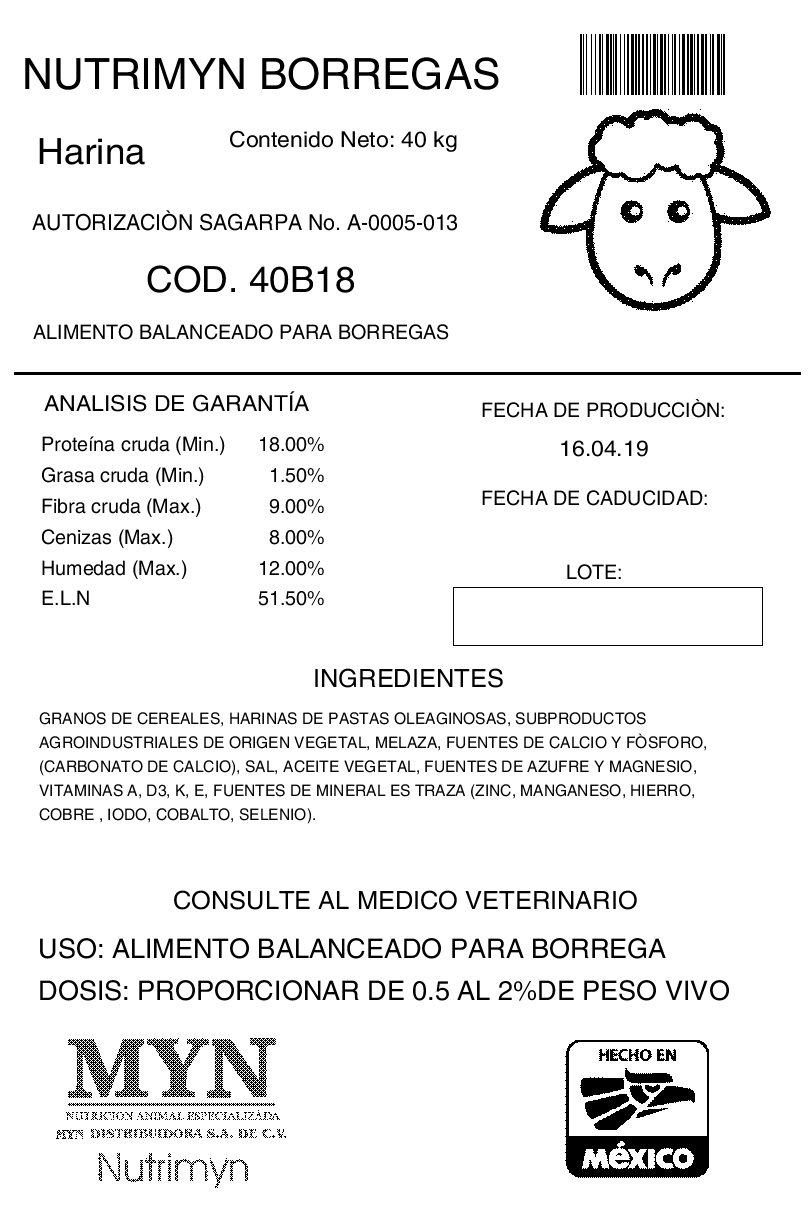 NUTRIMYN BORREGAS
Harina
Contenido Neto: 40 kg
AUTORIZACIÒN SAGARPA No. A-0005-013
COD. 40B18
ALIMENTO BALANCEADO PARA BORREGAS
ANALISIS DE GARANTÍA
Proteína cruda (Min.) 18.00%
Grasa cruda (Min.) 1.50%
Fibra cruda (Max.) 9.00%
Cenizas (Max.) 8.00%
Humedad (Max.) 12.00%
E.L.N 51.50%
FECHA DE PRODUCCIÒN:
16.04.19
FECHA DE CADUCIDAD:
LOTE:
INGREDIENTES
GRANOS DE CEREALES, HARINAS DE PASTAS OLEAGINOSAS, SUBPRODUCTOS
AGROINDUSTRIALES DE ORIGEN VEGETAL, MELAZA, FUENTES DE CALCIO Y FÒSFORO,
(CARBONATO DE CALCIO), SAL, ACEITE VEGETAL, FUENTES DE AZUFRE Y MAGNESIO,
VITAMINAS A, D3, K, E, FUENTES DE MINERAL ES TRAZA (ZINC, MANGANESO, HIERRO,
COBRE , IODO, COBALTO, SELENIO).
CONSULTE AL MEDICO VETERINARIO
USO: ALIMENTO BALANCEADO PARA BORREGA
DOSIS: PROPORCIONAR DE 0.5 AL 2%DE PESO VIVO
MYN
NUTRICION ANIMAL ESPECIALIZADA
MYN DISTRIBUIDORA S.A. DE C.V.
Nutrimyn
HECHO EN
MéXICO